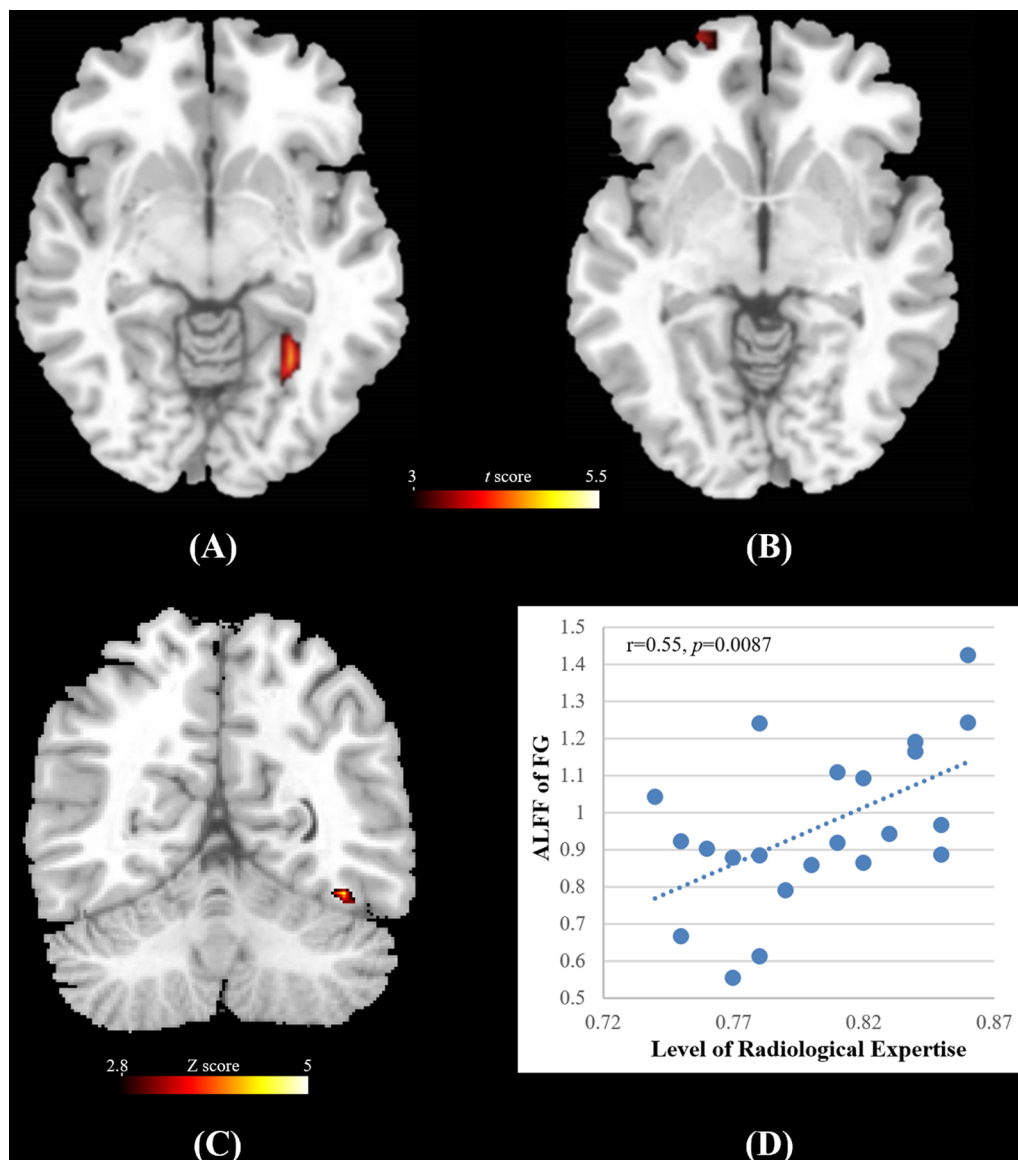 3 t score 5.5
(A) (B)
r=0.55, p=0.0087
1.5
1.4
1.3
1.2
1.1
1
0.9
0.8
0.7
0.6
0.5
ALFF of FG
0.72 0.77 0.82 0.87
Level of Radiological Expertise
2.8 Z score 5
(C) (D)